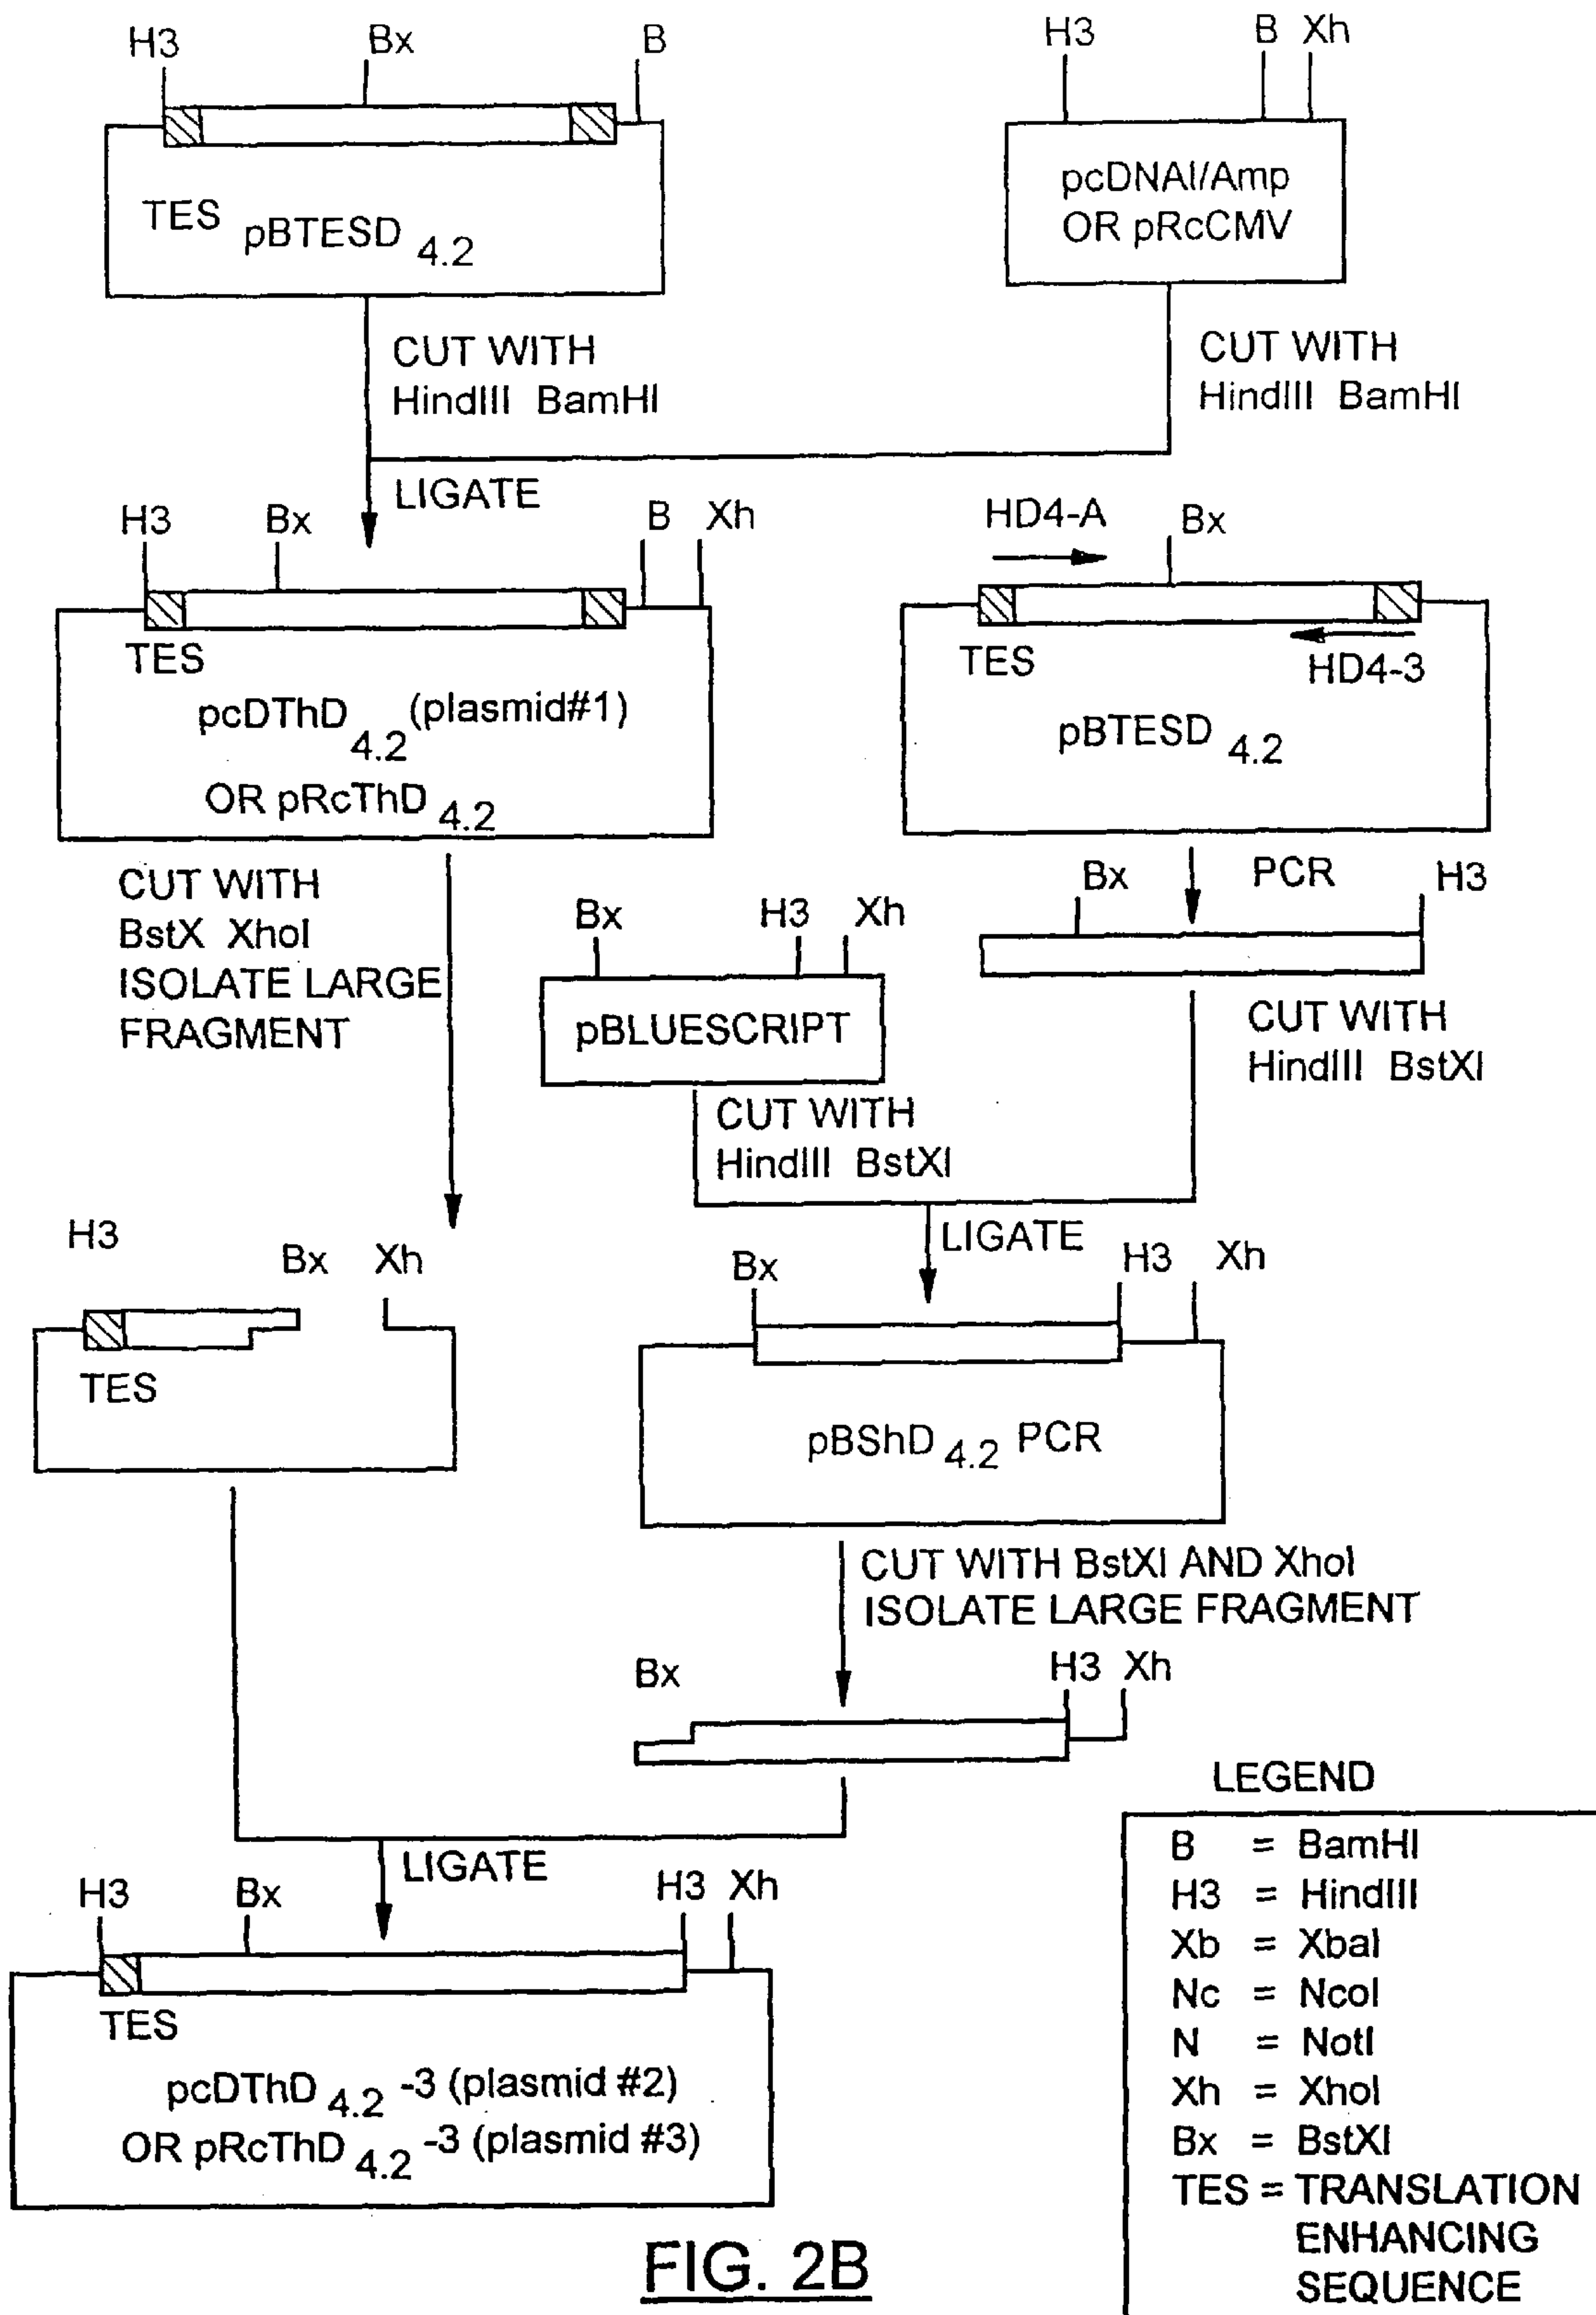 H3 Bx B
H3 B Xh
TES pBTESD 4.2
pcDNAI/Amp
OR pRcCMV
CUT WITH
HindIII BamHI
CUT WITH
HindIII BamHI
LIGATE
H3 Bx B Xh
HD4-A Bx
TES
pcDThD 4.2 (plasmid#1)
OR pRcThD 4.2
TES
HD4-3
pBTESD 4.2
CUT WITH
BstX XhoI
ISOLATE LARGE
FRAGMENT
PCR
Bx H3
Bx H3 Xh
pBLUESCRIPT
CUT WITH
HindIII BstXI
CUT WITH
HindIII BstXI
LIGATE
H3 Bx Xh
TES
Bx H3 Xh
pBShD 4.2 PCR
CUT WITH BstXI AND XhoI
ISOLATE LARGE FRAGMENT
Bx H3 Xh
LIGATE
H3 Bx H3 Xh
TES
pcDThD 4.2 -3 (plasmid #2)
OR pRcThD 4.2 -3 (plasmid #3)
LEGEND
B = BamHI
H3 = HindIII
Xb = XbaI
Nc = NcoI
N = NotI
Xh = XhoI
Bx = BstXI
TES = TRANSLATION
ENHANCING
SEQUENCE
FIG. 2B